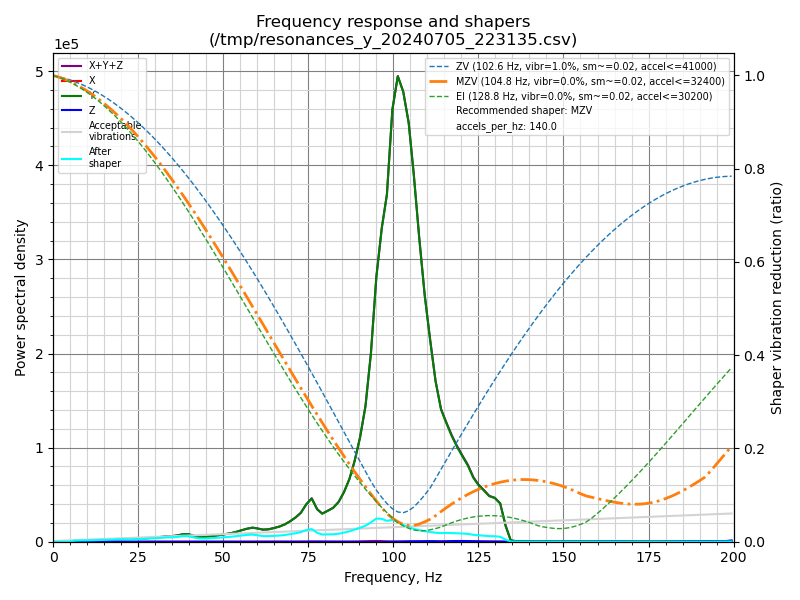 Frequency response and shapers
(/tmp/resonances_y_20240705_223135.csv)
1e5
X+Y+Z
X
Z
Acceptable
vibrations
After
shaper
ZV (102.6 Hz, vibr=1.0%, sm~=0.02, accel<=41000)
MZV (104.8 Hz, vibr=0.0%, sm~=0.02, accel<=32400)
EI (128.8 Hz, vibr=0.0%, sm~=0.02, accel<=30200)
Recommended shaper: MZV
accels_per_hz: 140.0
Power spectral density
5
4
3
2
1
0
1.0
0.8
0.6
0.4
0.2
0.0
Shaper vibration reduction (ratio)
0 25 50 75 100 125 150 175 200
Frequency, Hz